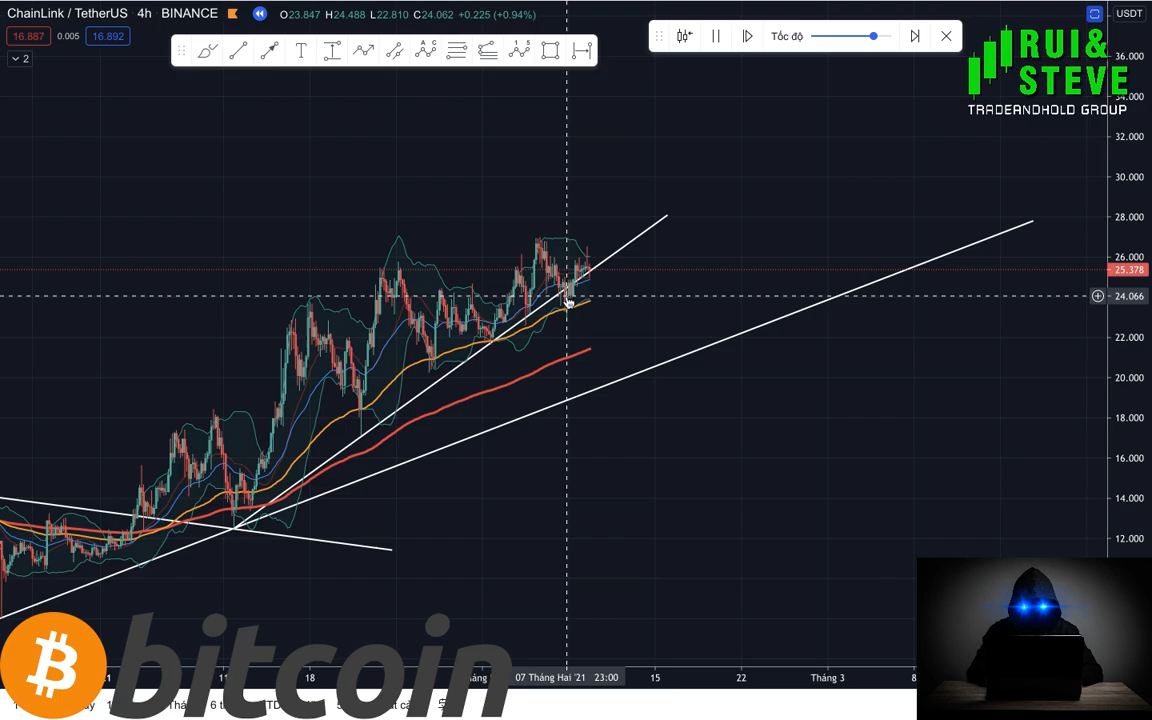 ChainLink / TetherUS 4h BINANCE O23.847 H24.488 L22.810 C24.062 +0.225 (+0.94%)
USDT
16.887 0.005 16.892
2
Tốc độ
RUI&
STEVE
TRADEANDHOLD GROUP
36.000
34.000
32.000
30.000
28.000
26.000
25.378
24.066
22.000
20.000
18.000
16.000
14.000
12.000
18
07 Tháng Hai '21 23:00
15
22
Tháng 3
8
bitcoin